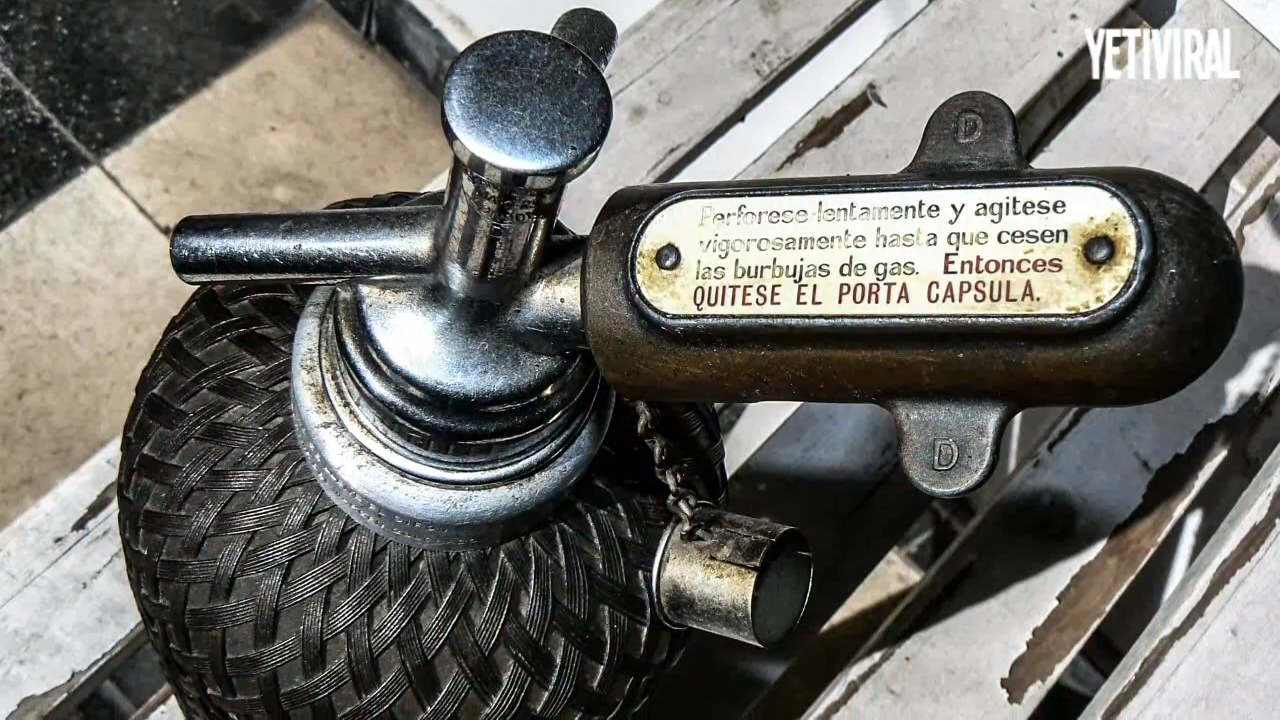 YETIVIRAL
D
Perforese lentamente y agitese
vigorosamente hasta que cesen
las burbujas de gas. Entonces
QUITESE EL PORTA CAPSULA.
D